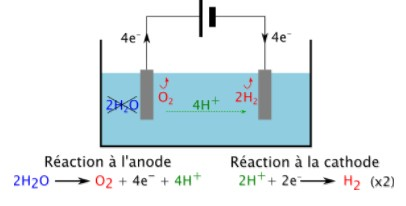 4e⁻ 4e⁻
2H₂O O₂ 4H⁺ 2H₂
Réaction à l'anode Réaction à la cathode
2H2O ⟶ O₂ + 4e⁻ + 4H⁺ 2H⁺ + 2e⁻ ⟶ H₂ (x2)